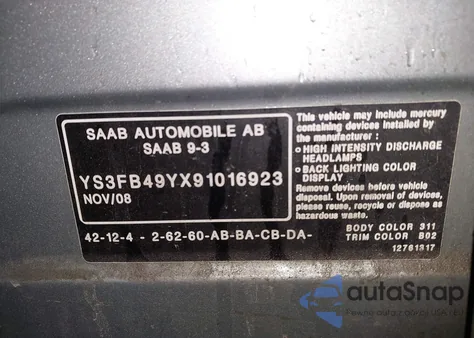 SAAB AUTOMOBILE AB
SAAB 9-3
YS3FB49YX91016923
NOV/08
42-12-4 - 2-62-60-AB-BA-CB-DA-
This vehicle may include mercury
containing devices installed by the
manufacturer :
o HIGH INTENSITY DISCHARGE
HEADLAMPS
o BACK LIGHTING COLOR
DISPLAY
Remove devices before vehicle
disposal. Upon removal of devices,
please reuse, recycle or dispose as
hazardous waste.
BODY COLOR 311
TRIM COLOR B02
12761317
autoSnap